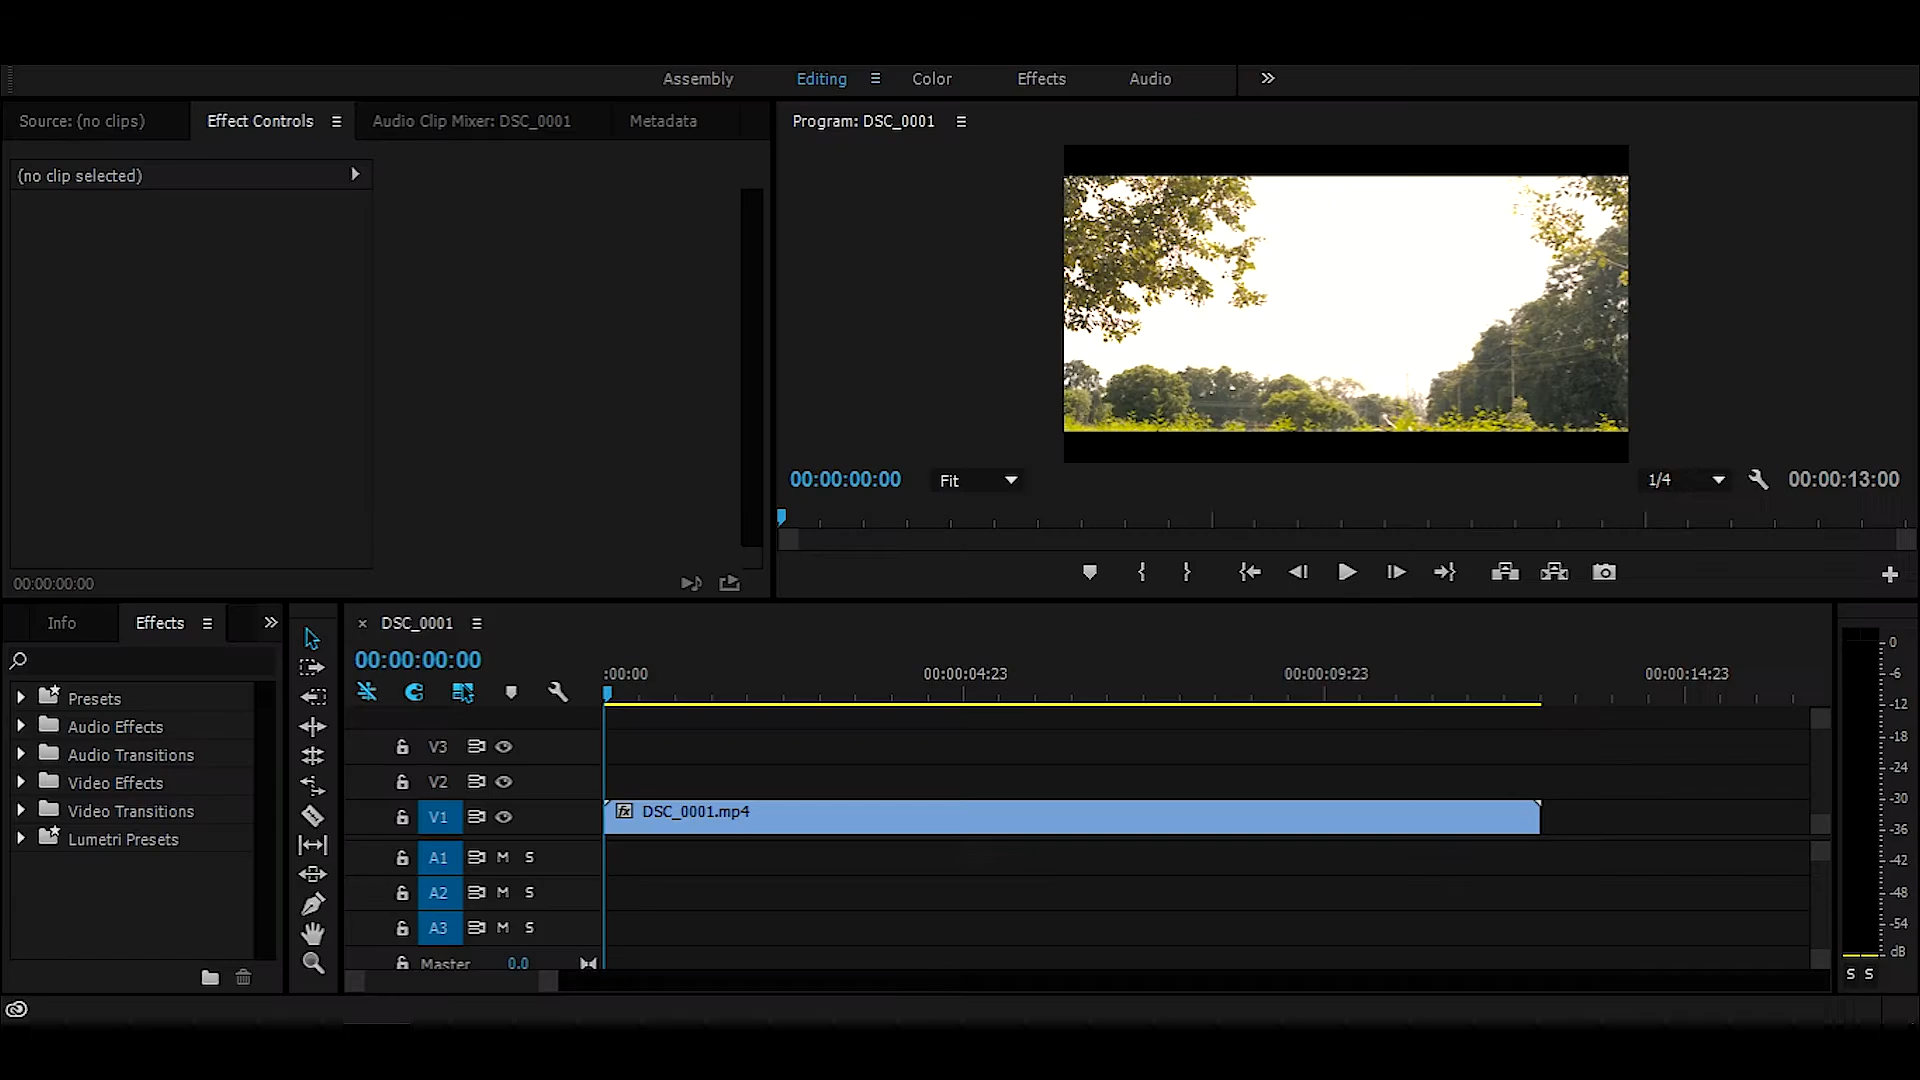 Assembly Editing Color Effects Audio
Source: (no clips) Effect Controls Audio Clip Mixer: DSC_0001 Metadata
Program: DSC_0001
(no clip selected)
00:00:00:00 Fit 1/4 00:00:13:00
00:00:00:00
Info Effects
DSC_0001
00:00:00:00
:00:00 00:00:04:23 00:00:09:23 00:00:14:23
Presets
Audio Effects
Audio Transitions
Video Effects
Video Transitions
Lumetri Presets
V3
V2
V1
fx DSC_0001.mp4
A1 M S
A2 M S
A3 M S
Master 0.0
0
-6
-12
-18
-24
-30
-36
-42
-48
-54
dB
S S